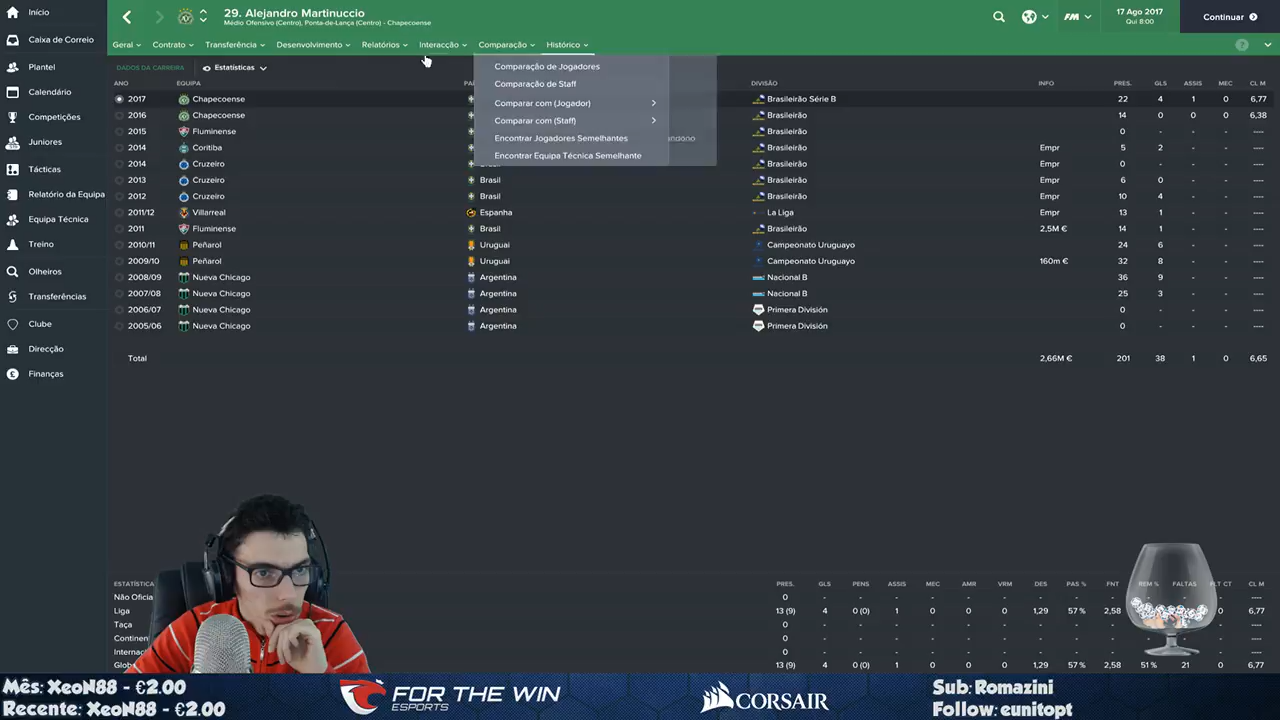 Início
Caixa de Correio
Plantel
Calendário
Competições
Juniores
Tácticas
Relatório da Equipa
Equipa Técnica
Treino
Olheiros
Transferências
Clube
Direcção
Finanças
29. Alejandro Martinuccio
Médio Ofensivo (Centro), Ponta-de-Lança (Centro) - Chapecoense
FM
17 Ago 2017
Qui 8:00
Continuar
Geral Contrato Transferência Desenvolvimento Relatórios Interacção Comparação Histórico
?
DADOS DA CARREIRA Estatísticas
Comparação de Jogadores
Comparação de Staff
Comparar com (Jogador)
Comparar com (Staff)
Encontrar Jogadores Semelhantes
Encontrar Equipa Técnica Semelhante
ANO EQUIPA DIVISÃO INFO PRES. GLS ASSIS MEC CL M
2017 Chapecoense Brasileirão Série B 22 4 1 0 6,77
2016 Chapecoense Brasileirão 14 0 0 0 6,38
2015 Fluminense Brasileirão 0 - - - ----
2014 Coritiba Brasileirão Empr 5 2 - - ----
2014 Cruzeiro Brasil Brasileirão Empr 0 - - - ----
2013 Cruzeiro Brasil Brasileirão Empr 6 0 - - ----
2012 Cruzeiro Brasil Brasileirão Empr 10 4 - - ----
2011/12 Villarreal Espanha La Liga Empr 13 1 - - ----
2011 Fluminense Brasil Brasileirão 2,5M € 14 1 - - ----
2010/11 Peñarol Uruguai Campeonato Uruguayo 24 6 - - ----
2009/10 Peñarol Uruguai Campeonato Uruguayo 160m € 32 8 - - ----
2008/09 Nueva Chicago Argentina Nacional B 36 9 - - ----
2007/08 Nueva Chicago Argentina Nacional B 25 3 - - ----
2006/07 Nueva Chicago Argentina Primera División 0 - - - ----
2005/06 Nueva Chicago Argentina Primera División 0 - - - ----
Total 2,66M € 201 38 1 0 6,65
ESTATÍSTICA PRES. GLS PENS ASSIS MEC AMR VRM DES PAS % FNT REM % FALTAS FLT CT CL M
Não Oficia 0 - - - - - - - - - - - - ----
Liga 13 (9) 4 0 (0) 1 0 0 0 1,29 57 % 2,58 0 6,77
Taça 0 - - - - - - - - - - ----
Continen 0 - - - - - - - - - - ----
Internac 0 - - - - - - - - - - ----
Globa 13 (9) 4 0 (0) 1 0 0 0 1,29 57 % 2,58 51 % 21 0 6,77
Mês: XeoN88 - €2.00
Recente: XeoN88 - €2.00
FOR THE WIN
ESPORTS
CORSAIR
Sub: Romazini
Follow: eunitopt